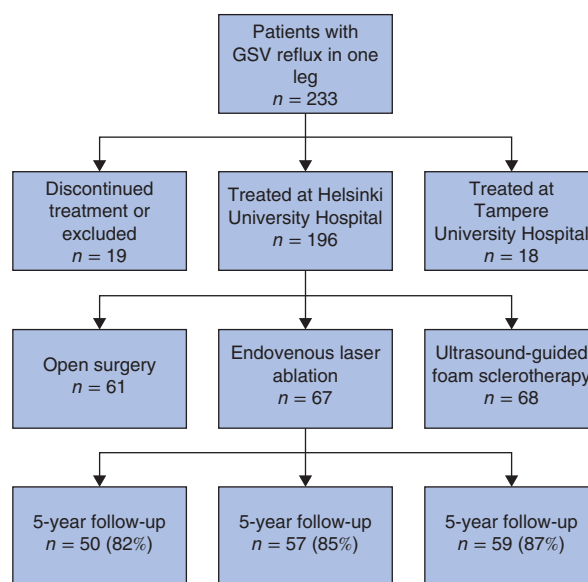 Patients with
GSV reflux in one
leg
n = 233
Discontinued
treatment or
excluded
n = 19
Treated at Helsinki
University Hospital
n = 196
Treated at
Tampere
University Hospital
n = 18
Open surgery
n = 61
Endovenous laser
ablation
n = 67
Ultrasound-guided
foam sclerotherapy
n = 68
5-year follow-up
n = 50 (82%)
5-year follow-up
n = 57 (85%)
5-year follow-up
n = 59 (87%)